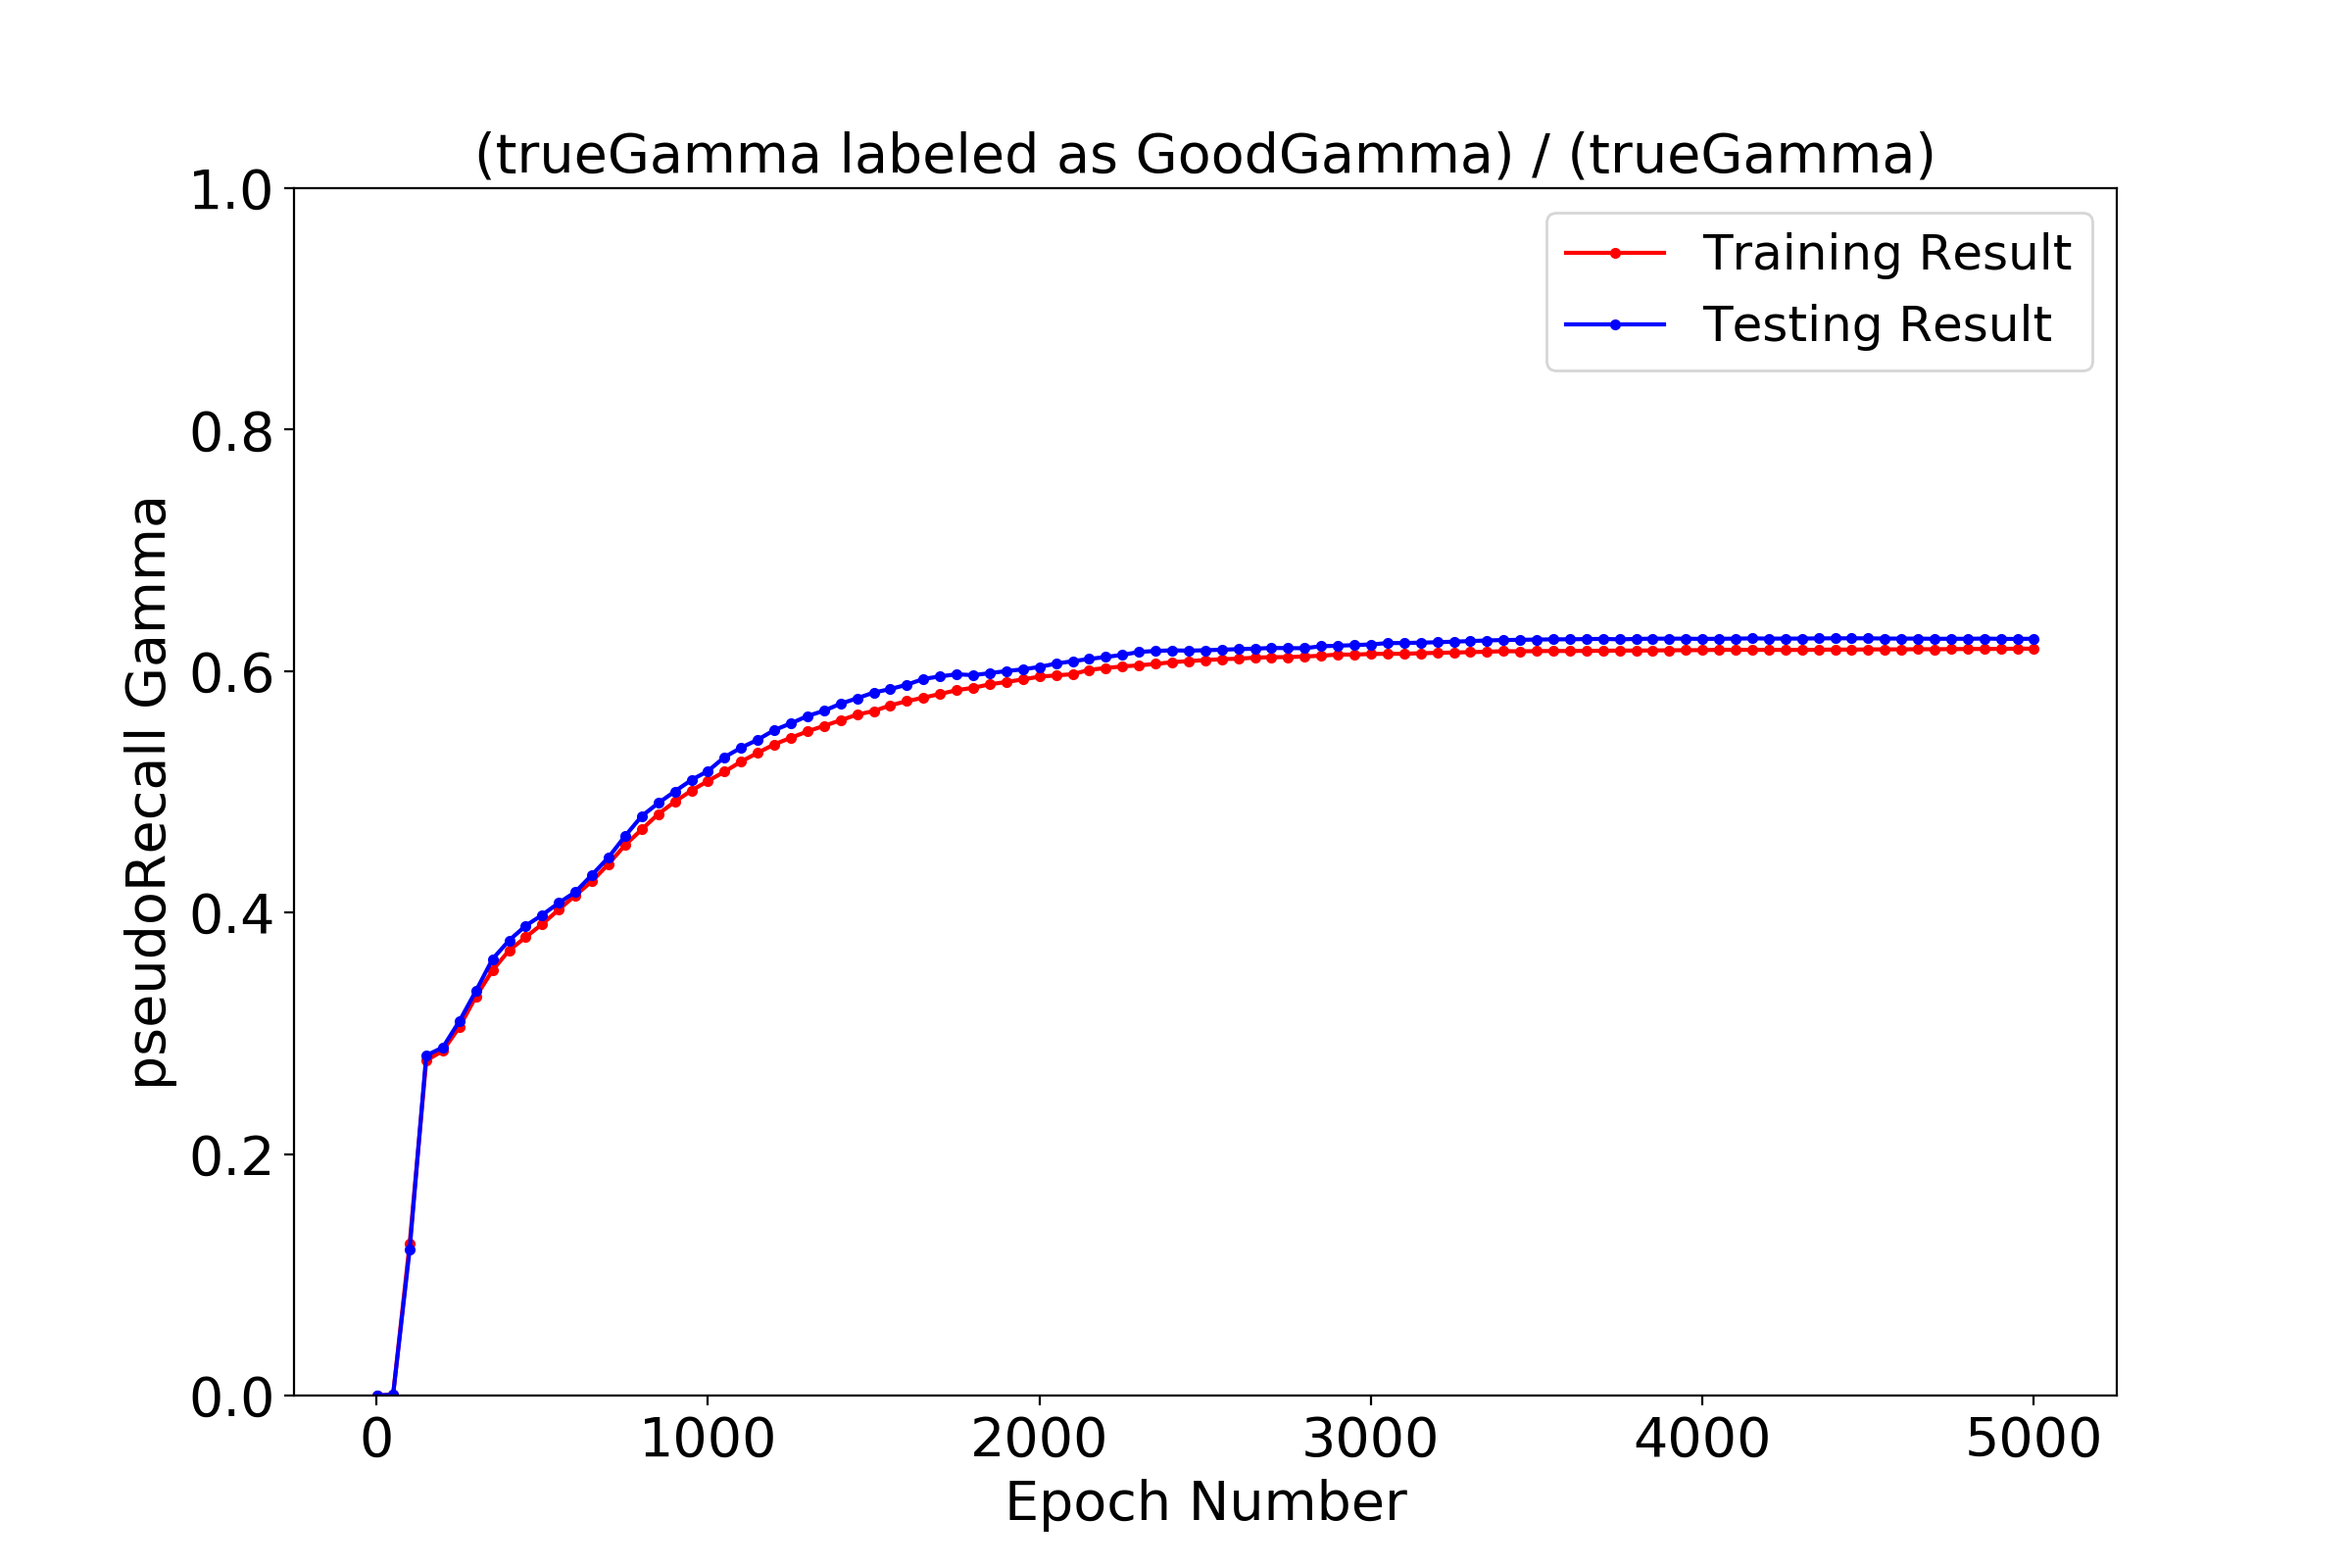 (trueGamma labeled as GoodGamma) / (trueGamma)
1.0
0.8
0.6
0.4
0.2
0.0
pseudoRecall Gamma
Training Result
Testing Result
0 1000 2000 3000 4000 5000
Epoch Number